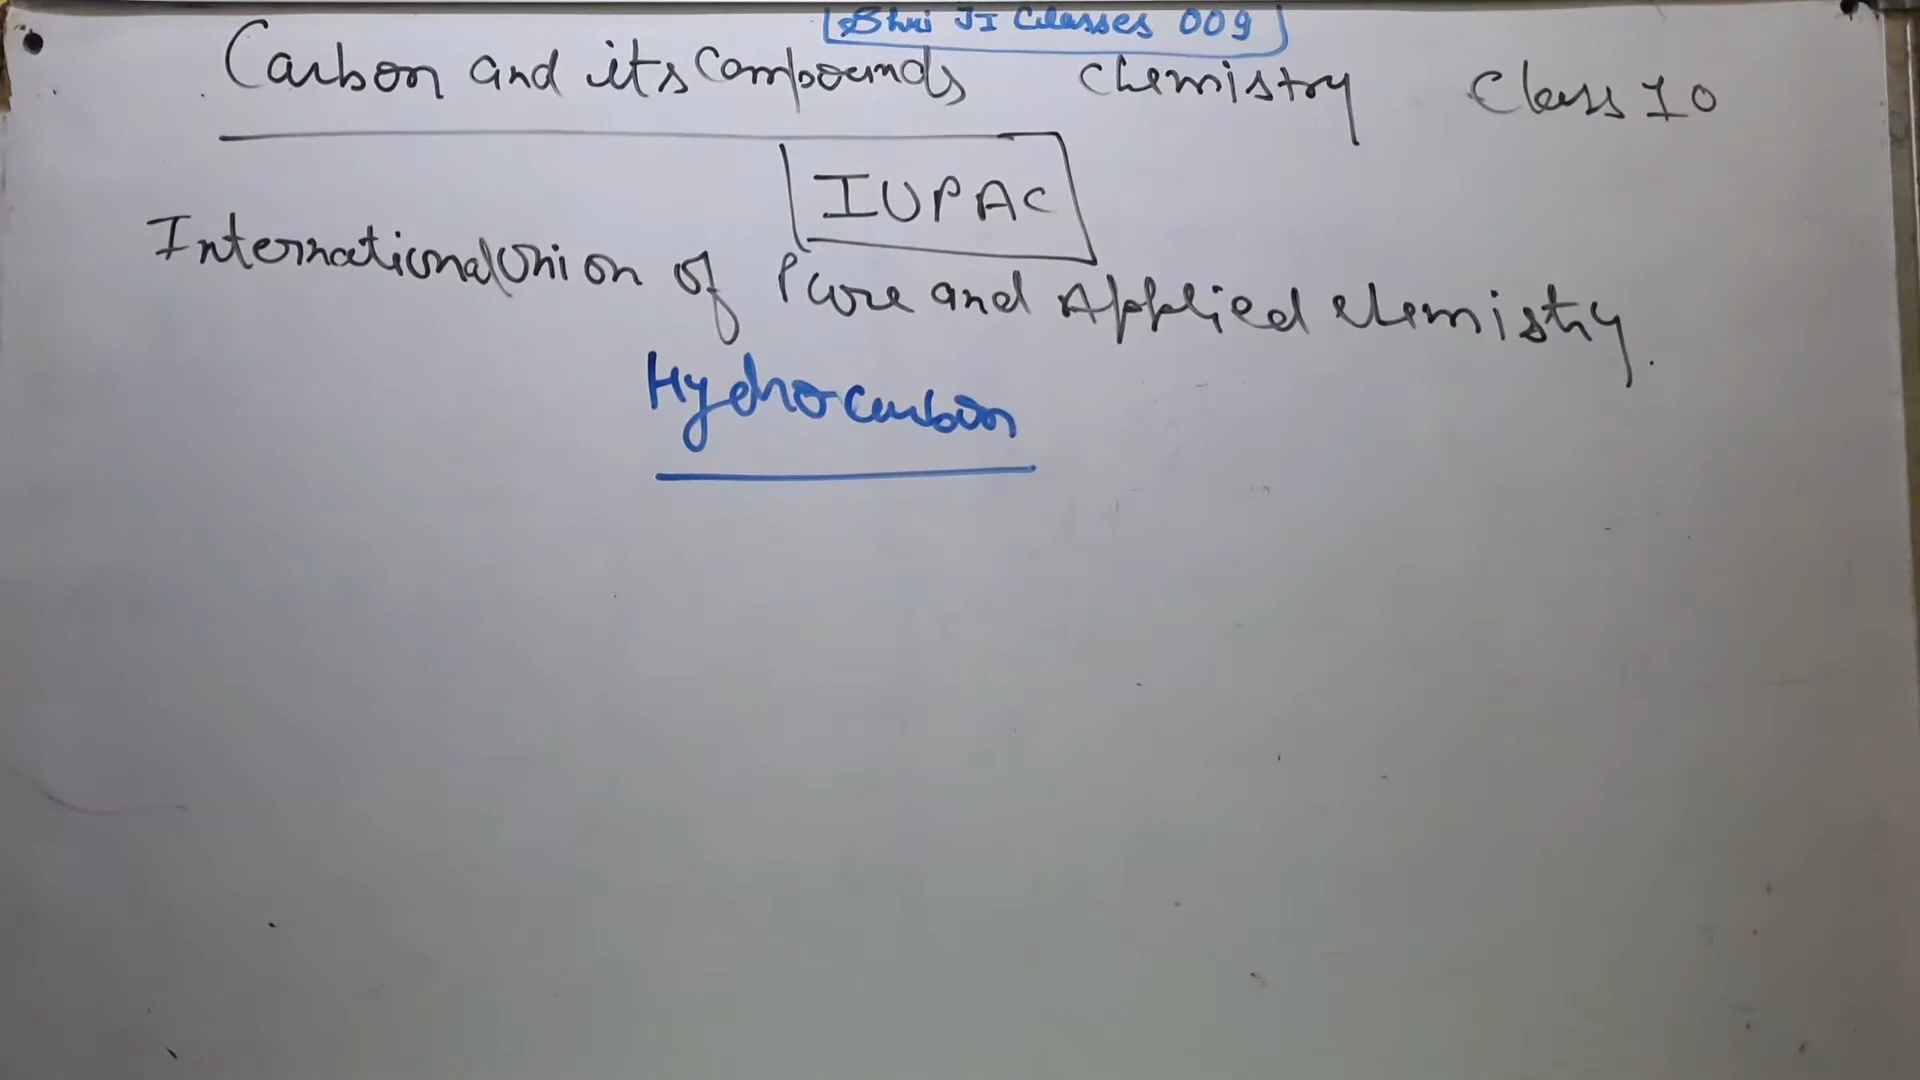 Shri JI Classes 009
Carbon and its Compounds Chemistry Class 10
IUPAC
International Union of Pure and Applied chemistry.
Hydrocarbon